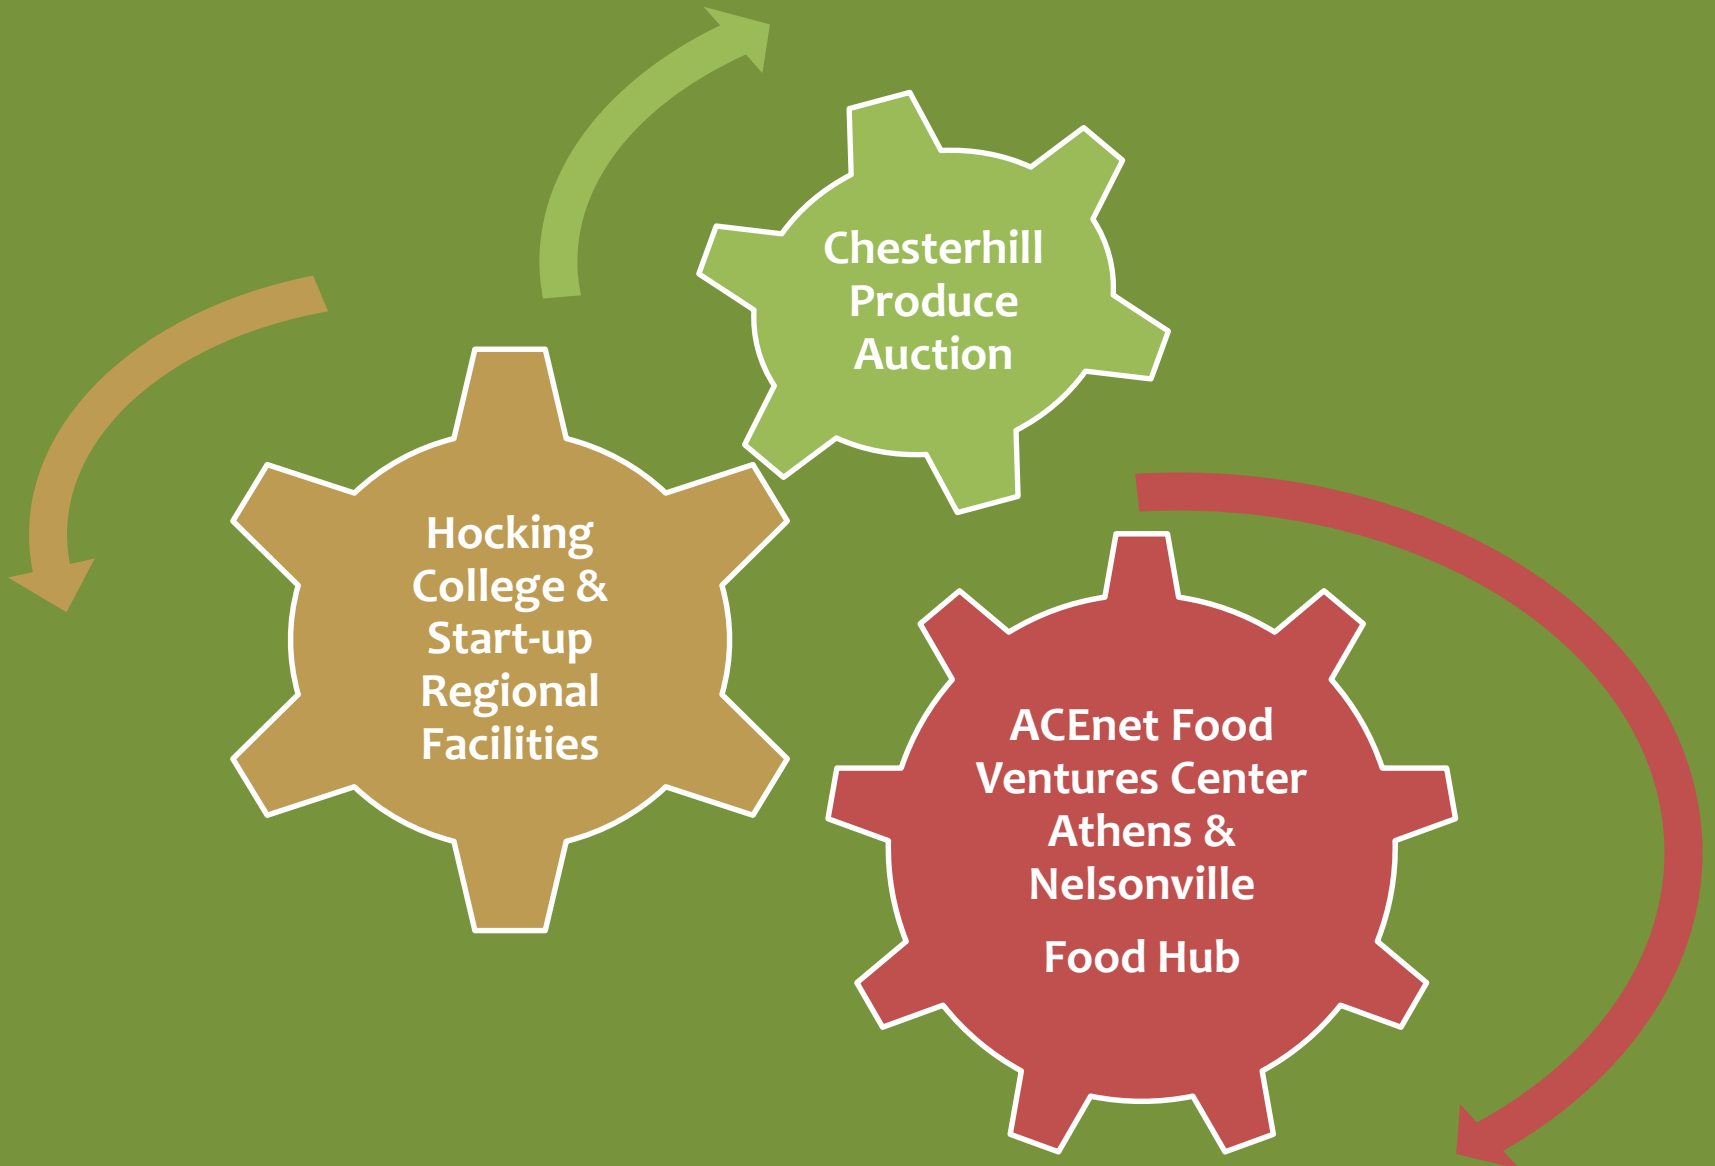 Chesterhill
Produce
Auction
Hocking
College &
Start-up
Regional
Facilities
ACEnet Food
Ventures Center
Athens &
Nelsonville
Food Hub